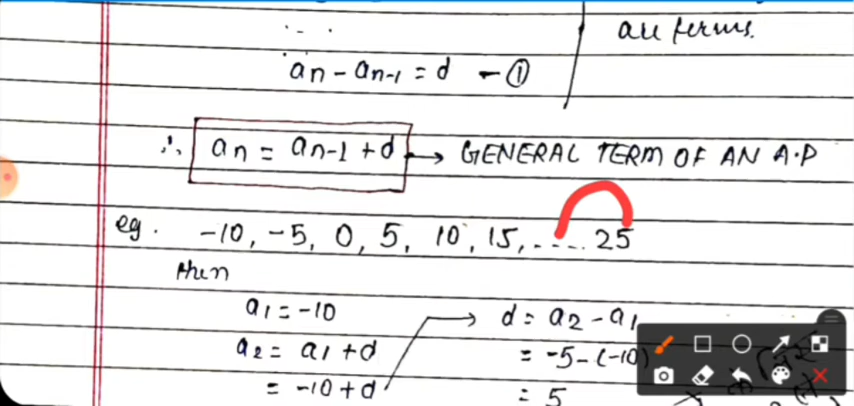 are terms.
an - an-1 = d - ①
∴ an = an-1 + d → GENERAL TERM OF AN A.P
eg. -10, -5, 0, 5, 10, 15, .... 25
then
a1 = -10 → d = a2 - a1
a2 = a1 + d = -5 - (-10)
= -10 + d = 5